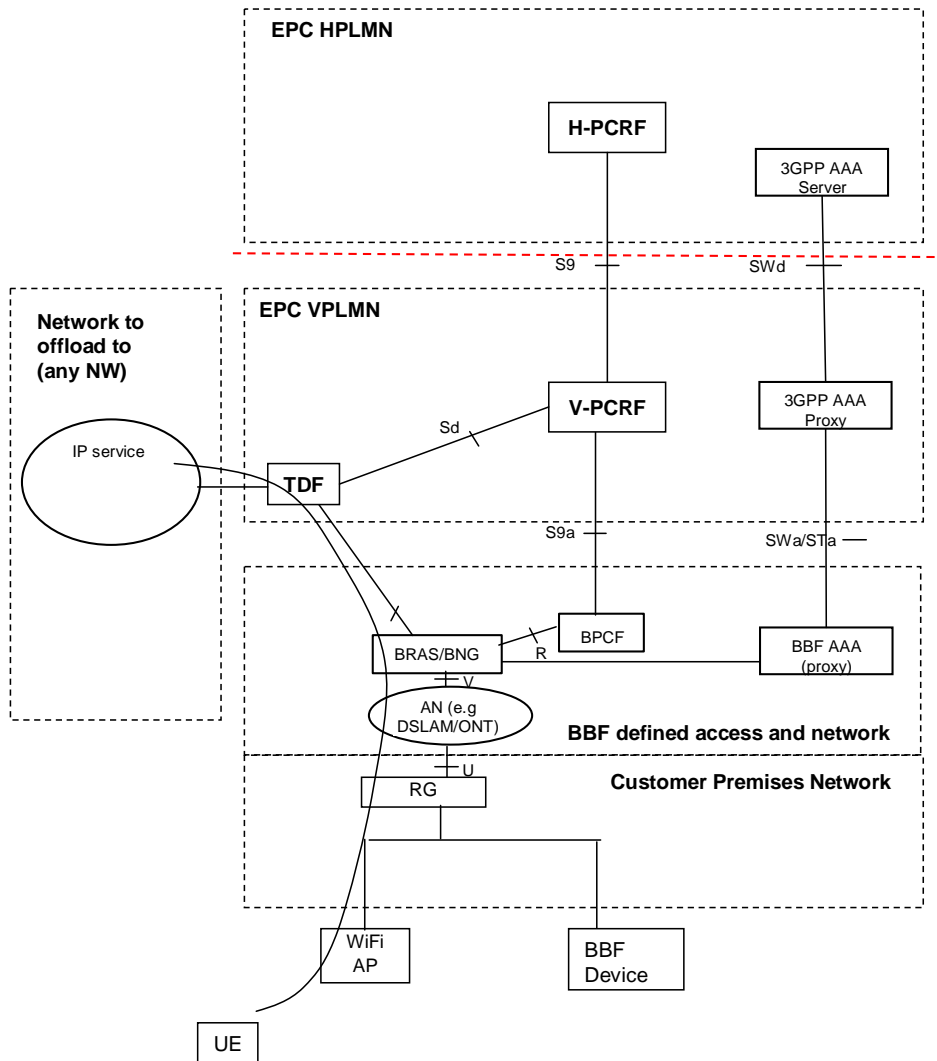 EPC HPLMN
H-PCRF
3GPP AAA
Server
S9
SWd
Network to
offload to
(any NW)
EPC VPLMN
V-PCRF
3GPP AAA
Proxy
Sd
IP service
TDF
S9a
SWa/STa
BPCF
R
BRAS/BNG
BBF AAA
(proxy)
V
AN (e.g
DSLAM/ONT)
BBF defined access and network
U
RG
Customer Premises Network
WiFi
AP
BBF
Device
UE